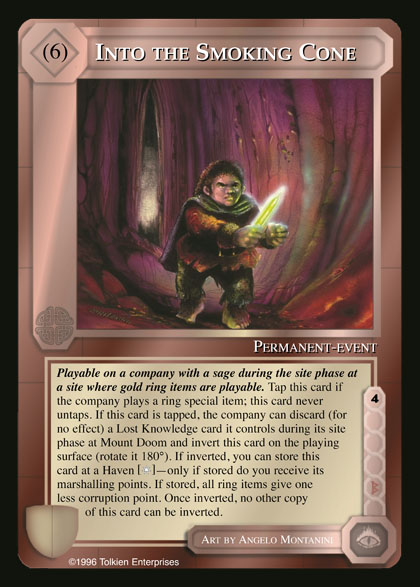 (6)
INTO THE SMOKING CONE
PERMANENT-EVENT
Playable on a company with a sage during the site phase at
a site where gold ring items are playable. Tap this card if
the company plays a ring special item; this card never
untaps. If this card is tapped, the company can discard (for
no effect) a Lost Knowledge card it controls during its site
phase at Mount Doom and invert this card on the playing
surface (rotate it 180°). If inverted, you can store this
card at a Haven []—only if stored do you receive its
marshalling points. If stored, all ring items give one
less corruption point. Once inverted, no other copy
of this card can be inverted.
4
ART BY ANGELO MONTANINI
©1996 Tolkien Enterprises